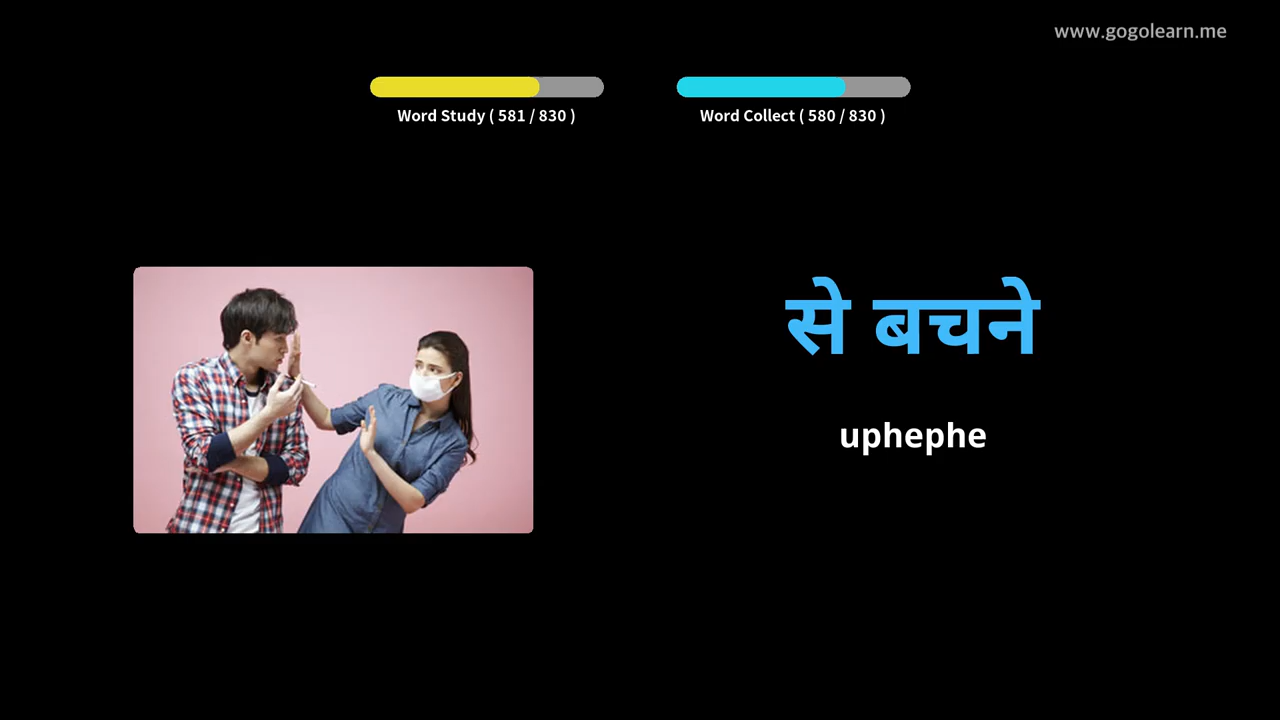 www.gogolearn.me
Word Study ( 581 / 830 )
Word Collect ( 580 / 830 )
से बचने
uphephe